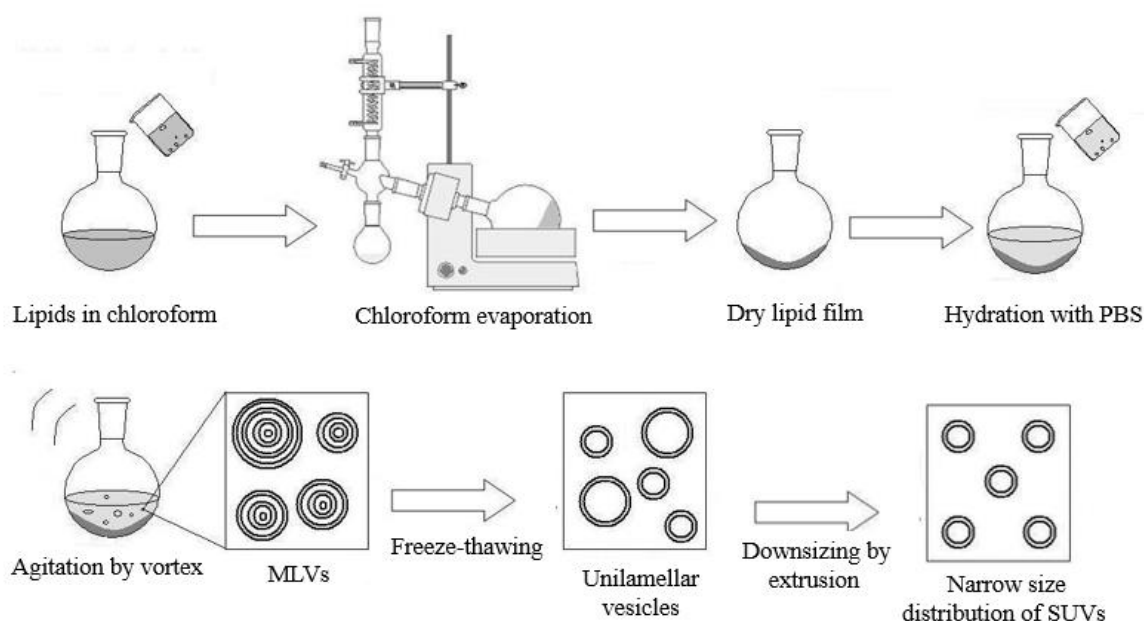 Lipids in chloroform
Chloroform evaporation
Dry lipid film
Hydration with PBS
Agitation by vortex
MLVs
Freeze-thawing
Unilamellar
vesicles
Downsizing by
extrusion
Narrow size
distribution of SUVs